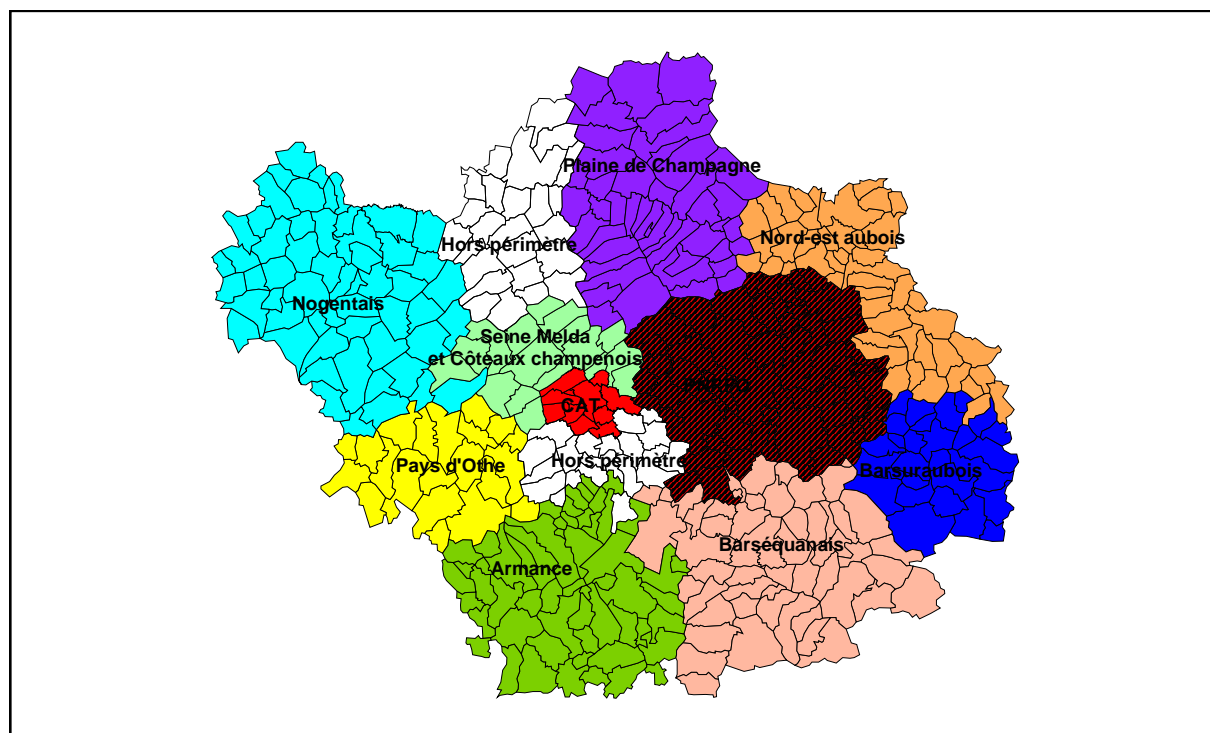 Plaine de Champagne
Nord-est aubois
Hors périmètre
Nogentais
Seine Melda
et Côteaux champenois
CAT
Pays d'Othe
Hors périmètre
Barsuraubois
Barséquanais
Armance